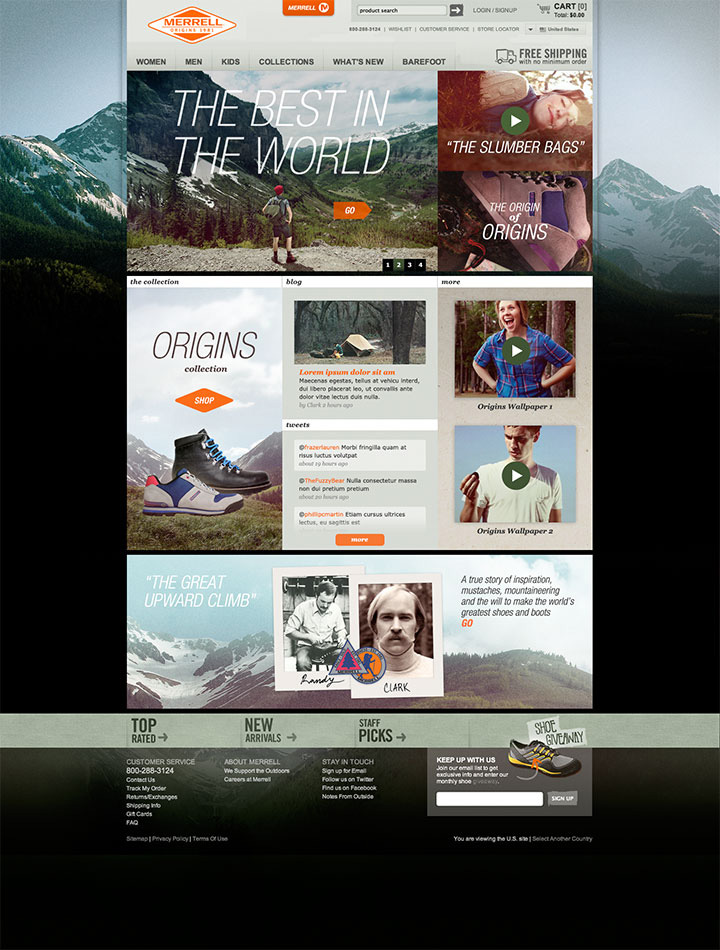 MERRELL
ORIGINS 1981
MERRELL TV
product search
LOGIN / SIGNUP
CART [0]
Total: $0.00
800-288-3124 | WISHLIST | CUSTOMER SERVICE | STORE LOCATOR
United States
WOMEN
MEN
KIDS
COLLECTIONS
WHAT'S NEW
BAREFOOT
FREE SHIPPING
with no minimum order
THE BEST IN
THE WORLD
GO
1 2 3 4
"THE SLUMBER BAGS"
THE ORIGIN
of
ORIGINS
the collection
blog
more
ORIGINS
collection
SHOP
Lorem ipsum dolor sit am
Maecenas egestas, tellus at vehicu interd,
dui libero placerat leo, ut convallis ante
dolor vitae lectus duis nulla.
by Clark 2 hours ago
tweets
@frazerlauren Morbi fringilla quam at
risus luctus volutpat
about 19 hours ago
@TheFuzzyBear Nulla consectetur massa
non dui pretium pretium
about 20 hours ago
@phillipcmartin Etiam cursus ultrices
lectus, eu sagittis est
more
Origins Wallpaper 1
Origins Wallpaper 2
"THE GREAT
UPWARD CLIMB"
Randy
CLARK
A true story of inspiration,
mustaches, mountaineering
and the will to make the world's
greatest shoes and boots
GO
TOP
RATED
NEW
ARRIVALS
STAFF
PICKS
SHOE
GIVEAWAY
CUSTOMER SERVICE
800-288-3124
Contact Us
Track My Order
Returns/Exchanges
Shipping Info
Gift Cards
FAQ
ABOUT MERRELL
We Support the Outdoors
Careers at Merrell
STAY IN TOUCH
Sign up for Email
Follow us on Twitter
Find us on Facebook
Notes From Outside
KEEP UP WITH US
Join our email list to get
exclusive info and enter our
monthly shoe giveaway.
SIGN UP
Sitemap | Privacy Policy | Terms Of Use
You are viewing the U.S. site | Select Another Country